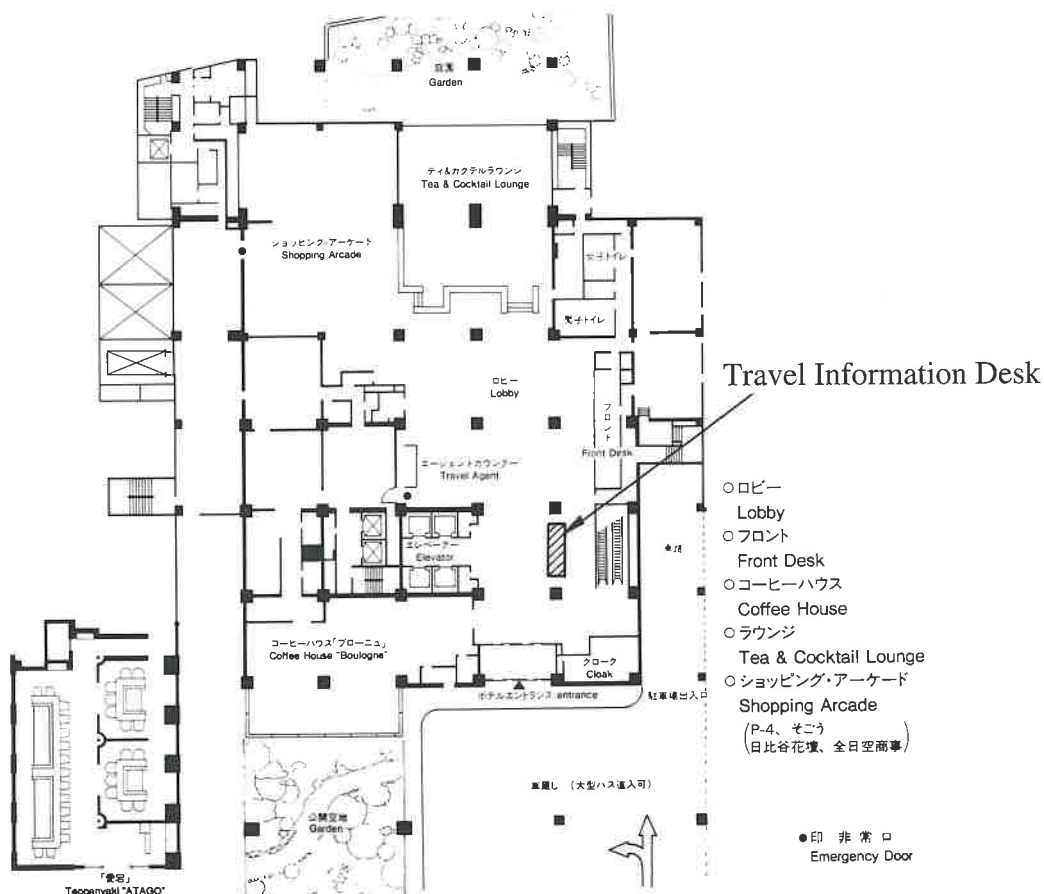 庭園
Garden
ティ&カクテルラウンジ
Tea & Cocktail Lounge
ショッピング・アーケード
Shopping Arcade
女子トイレ
男子トイレ
ロビー
Lobby
Travel Information Desk
フロント
Front Desk
エージェントカウンター
Travel Agent
エレベーター
Elevator
コーヒーハウス「ブローニュ」
Coffee House "Boulogne"
クローク
Cloak
ホテルエントランス entrance
駐車場出入口
車廻し (大型バス進入可)
公開空地
Garden
「愛宕」
Teppanyaki "ATAGO"
○ロビー
Lobby
○フロント
Front Desk
○コーヒーハウス
Coffee House
○ラウンジ
Tea & Cocktail Lounge
○ショッピング・アーケード
Shopping Arcade
(P-4、そごう
日比谷花壇、全日空商事)
●印 非常口
Emergency Door